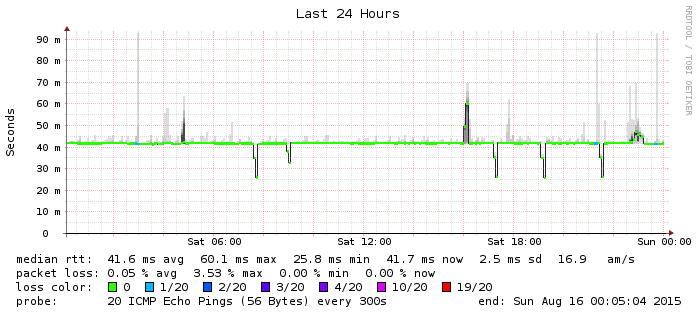 Last 24 Hours
RRDTOOL / TOBI OETIKER
Seconds
90 m
80 m
70 m
60 m
50 m
40 m
30 m
20 m
10 m
0
Sat 06:00 Sat 12:00 Sat 18:00 Sun 00:00
median rtt: 41.6 ms avg 60.1 ms max 25.8 ms min 41.7 ms now 2.5 ms sd 16.9 am/s
packet loss: 0.05 % avg 3.53 % max 0.00 % min 0.00 % now
loss color: 0 1/20 2/20 3/20 4/20 10/20 19/20
probe: 20 ICMP Echo Pings (56 Bytes) every 300s end: Sun Aug 16 00:05:04 2015